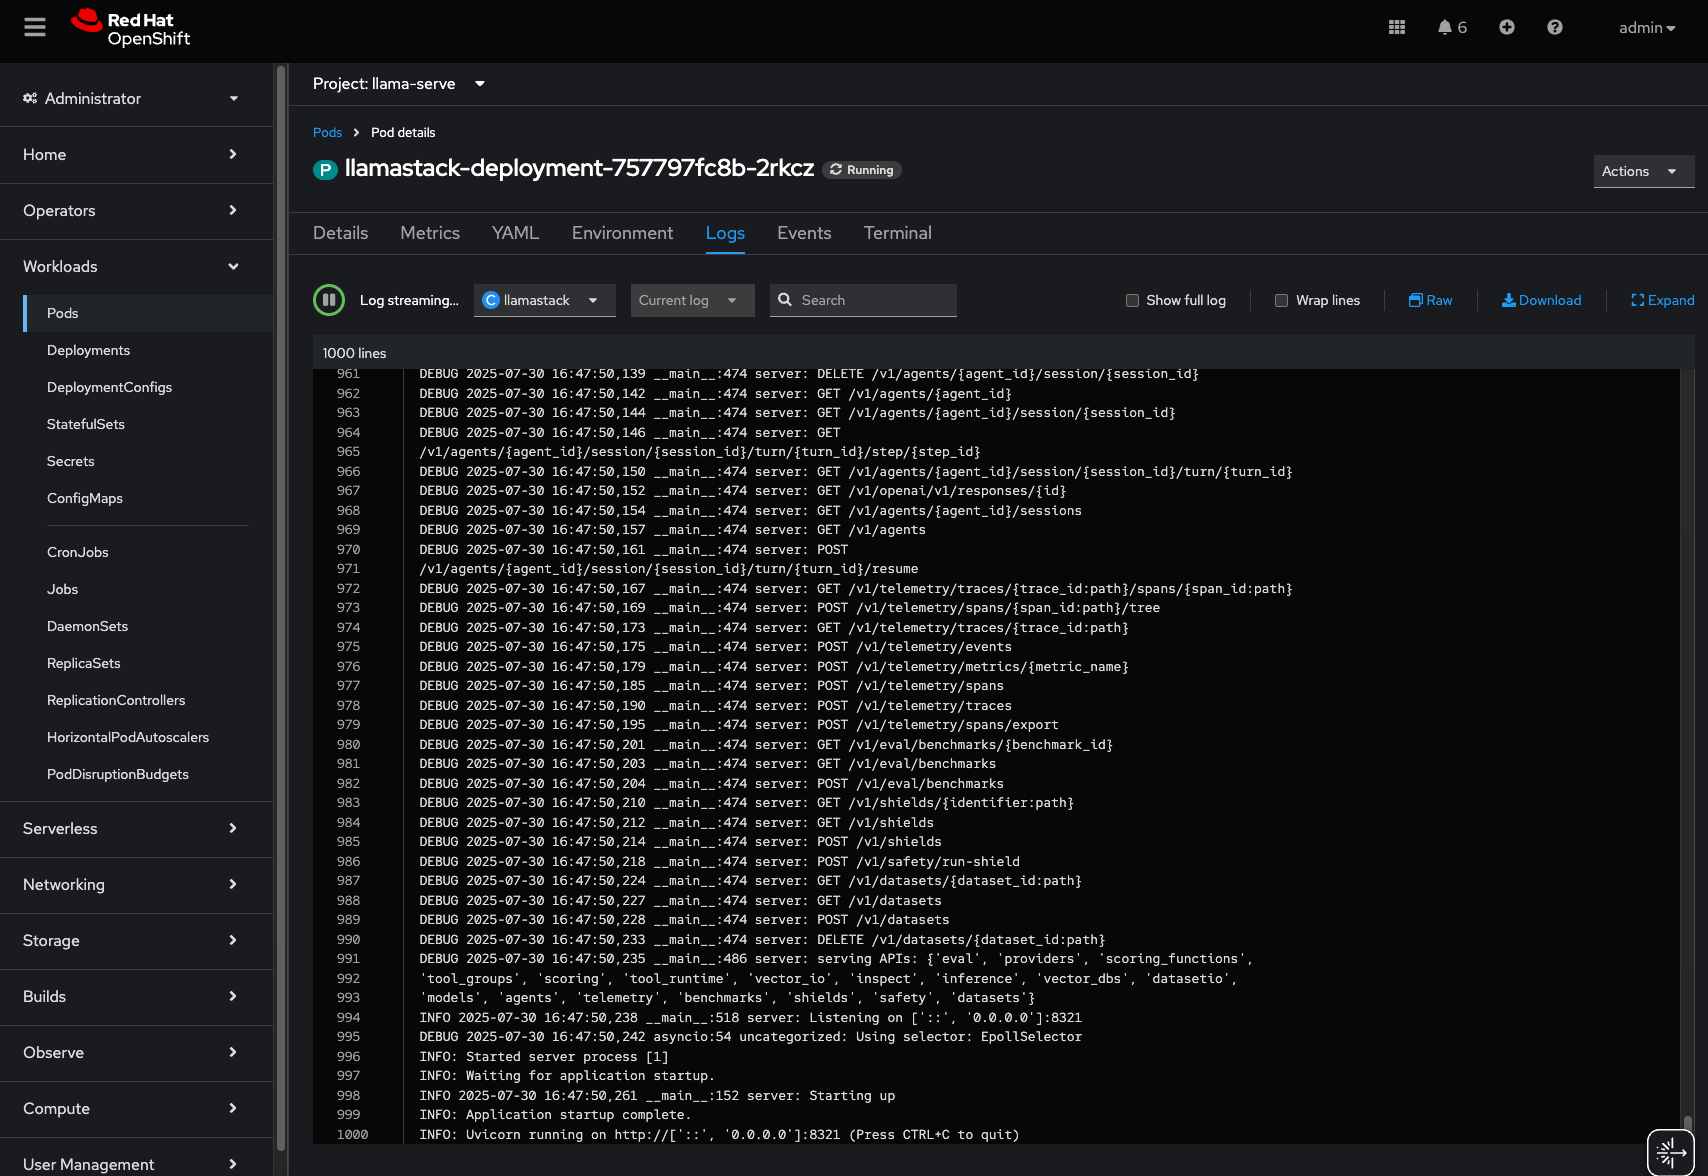 Red Hat
OpenShift
6
admin
Administrator
Home
Operators
Workloads
Pods
Deployments
DeploymentConfigs
StatefulSets
Secrets
ConfigMaps
CronJobs
Jobs
DaemonSets
ReplicaSets
ReplicationControllers
HorizontalPodAutoscalers
PodDisruptionBudgets
Serverless
Networking
Storage
Builds
Observe
Compute
User Management
Project: llama-serve
Pods > Pod details
P llamastack-deployment-757797fc8b-2rkcz Running
Actions
Details Metrics YAML Environment Logs Events Terminal
Log streaming... C llamastack Current log Search Show full log Wrap lines Raw Download Expand
1000 lines
961 DEBUG 2025-07-30 16:47:50,139 __main__:474 server: DELETE /v1/agents/{agent_id}/session/{session_id}
962 DEBUG 2025-07-30 16:47:50,142 __main__:474 server: GET /v1/agents/{agent_id}
963 DEBUG 2025-07-30 16:47:50,144 __main__:474 server: GET /v1/agents/{agent_id}/session/{session_id}
964 DEBUG 2025-07-30 16:47:50,146 __main__:474 server: GET
965 /v1/agents/{agent_id}/session/{session_id}/turn/{turn_id}/step/{step_id}
966 DEBUG 2025-07-30 16:47:50,150 __main__:474 server: GET /v1/agents/{agent_id}/session/{session_id}/turn/{turn_id}
967 DEBUG 2025-07-30 16:47:50,152 __main__:474 server: GET /v1/openai/v1/responses/{id}
968 DEBUG 2025-07-30 16:47:50,154 __main__:474 server: GET /v1/agents/{agent_id}/sessions
969 DEBUG 2025-07-30 16:47:50,157 __main__:474 server: GET /v1/agents
970 DEBUG 2025-07-30 16:47:50,161 __main__:474 server: POST
971 /v1/agents/{agent_id}/session/{session_id}/turn/{turn_id}/resume
972 DEBUG 2025-07-30 16:47:50,167 __main__:474 server: GET /v1/telemetry/traces/{trace_id:path}/spans/{span_id:path}
973 DEBUG 2025-07-30 16:47:50,169 __main__:474 server: POST /v1/telemetry/spans/{span_id:path}/tree
974 DEBUG 2025-07-30 16:47:50,173 __main__:474 server: GET /v1/telemetry/traces/{trace_id:path}
975 DEBUG 2025-07-30 16:47:50,175 __main__:474 server: POST /v1/telemetry/events
976 DEBUG 2025-07-30 16:47:50,179 __main__:474 server: POST /v1/telemetry/metrics/{metric_name}
977 DEBUG 2025-07-30 16:47:50,185 __main__:474 server: POST /v1/telemetry/spans
978 DEBUG 2025-07-30 16:47:50,190 __main__:474 server: POST /v1/telemetry/traces
979 DEBUG 2025-07-30 16:47:50,195 __main__:474 server: POST /v1/telemetry/spans/export
980 DEBUG 2025-07-30 16:47:50,201 __main__:474 server: GET /v1/eval/benchmarks/{benchmark_id}
981 DEBUG 2025-07-30 16:47:50,203 __main__:474 server: GET /v1/eval/benchmarks
982 DEBUG 2025-07-30 16:47:50,204 __main__:474 server: POST /v1/eval/benchmarks
983 DEBUG 2025-07-30 16:47:50,210 __main__:474 server: GET /v1/shields/{identifier:path}
984 DEBUG 2025-07-30 16:47:50,212 __main__:474 server: GET /v1/shields
985 DEBUG 2025-07-30 16:47:50,214 __main__:474 server: POST /v1/shields
986 DEBUG 2025-07-30 16:47:50,218 __main__:474 server: POST /v1/safety/run-shield
987 DEBUG 2025-07-30 16:47:50,224 __main__:474 server: GET /v1/datasets/{dataset_id:path}
988 DEBUG 2025-07-30 16:47:50,227 __main__:474 server: GET /v1/datasets
989 DEBUG 2025-07-30 16:47:50,228 __main__:474 server: POST /v1/datasets
990 DEBUG 2025-07-30 16:47:50,233 __main__:474 server: DELETE /v1/datasets/{dataset_id:path}
991 DEBUG 2025-07-30 16:47:50,235 __main__:486 server: serving APIs: {'eval', 'providers', 'scoring_functions',
992 'tool_groups', 'scoring', 'tool_runtime', 'vector_io', 'inspect', 'inference', 'vector_dbs', 'datasetio',
993 'models', 'agents', 'telemetry', 'benchmarks', 'shields', 'safety', 'datasets'}
994 INFO 2025-07-30 16:47:50,238 __main__:518 server: Listening on ['::', '0.0.0.0']:8321
995 DEBUG 2025-07-30 16:47:50,242 asyncio:54 uncategorized: Using selector: EpollSelector
996 INFO: Started server process [1]
997 INFO: Waiting for application startup.
998 INFO 2025-07-30 16:47:50,261 __main__:152 server: Starting up
999 INFO: Application startup complete.
1000 INFO: Uvicorn running on http://['::', '0.0.0.0']:8321 (Press CTRL+C to quit)